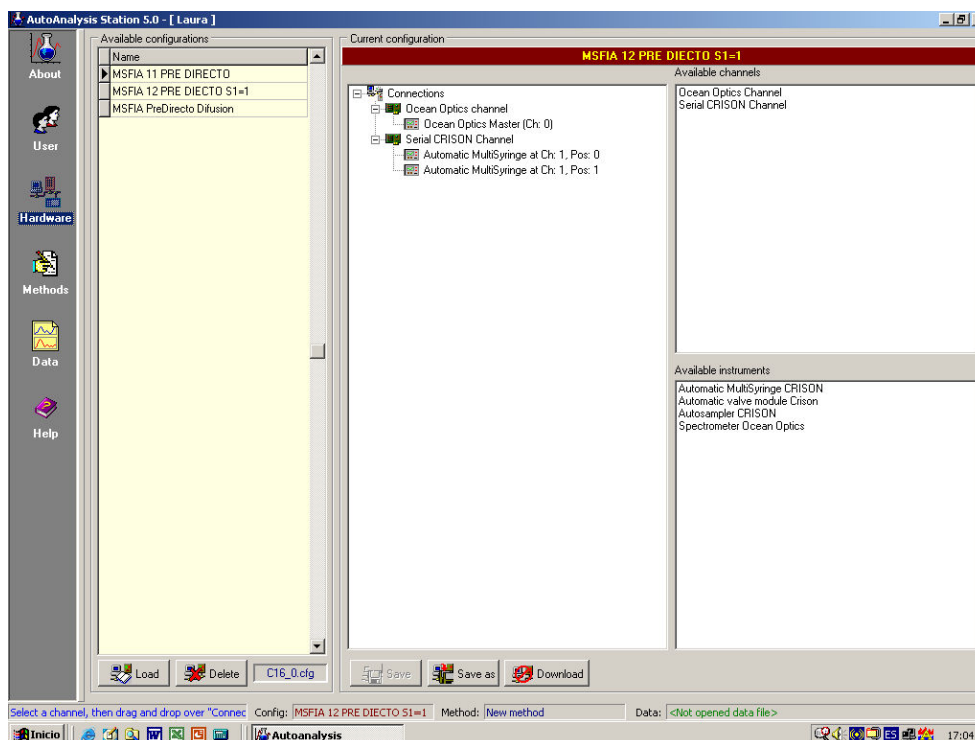 AutoAnalysis Station 5.0 - [ Laura ]
About
User
Hardware
Methods
Data
Help
Available configurations
Name
MSFIA 11 PRE DIRECTO
MSFIA 12 PRE DIECTO S1=1
MSFIA PreDirecto Difusion
Load
Delete
C16_0.cfg
Current configuration
MSFIA 12 PRE DIECTO S1=1
Connections
Ocean Optics channel
Ocean Optics Master (Ch: 0)
Serial CRISON Channel
Automatic MultiSyringe at Ch: 1, Pos: 0
Automatic MultiSyringe at Ch: 1, Pos: 1
Available channels
Ocean Optics Channel
Serial CRISON Channel
Available instruments
Automatic MultiSyringe CRISON
Automatic valve module Crison
Autosampler CRISON
Spectrometer Ocean Optics
Save
Save as
Download
Select a channel, then drag and drop over "Connec Config: MSFIA 12 PRE DIECTO S1=1 Method: New method Data: <Not opened data file>
Inicio Autoanalysis ES 17:04